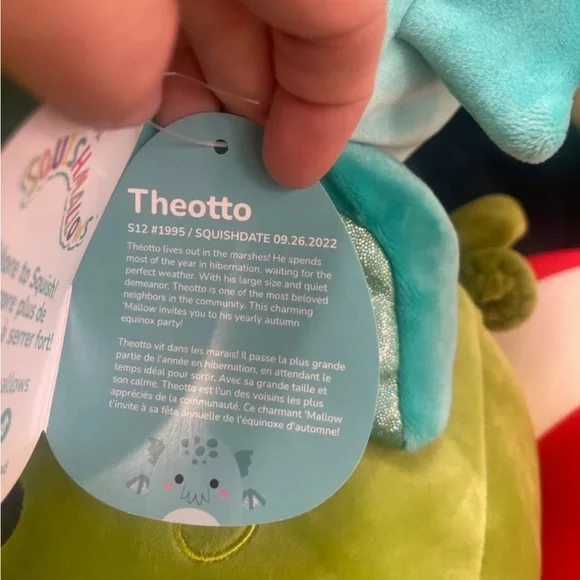 SQUISHMALLOWS
More to Squish!
ore plus de
à serrer fort!
allows
Theotto
S12 #1995 / SQUISHDATE 09.26.2022
Theotto lives out in the marshes! He spends
most of the year in hibernation, waiting for the
perfect weather. With his large size and quiet
demeanor, Theotto is one of the most beloved
neighbors in the community. This charming
'Mallow invites you to his yearly autumn
equinox party!
Theotto vit dans les marais! Il passe la plus grande
partie de l'année en hibernation, en attendant le
temps idéal pour sortir. Avec sa grande taille et
son calme, Theotto est l'un des voisins les plus
appréciés de la communauté. Ce charmant 'Mallow
t'invite à sa fête annuelle de l'équinoxe d'automne!